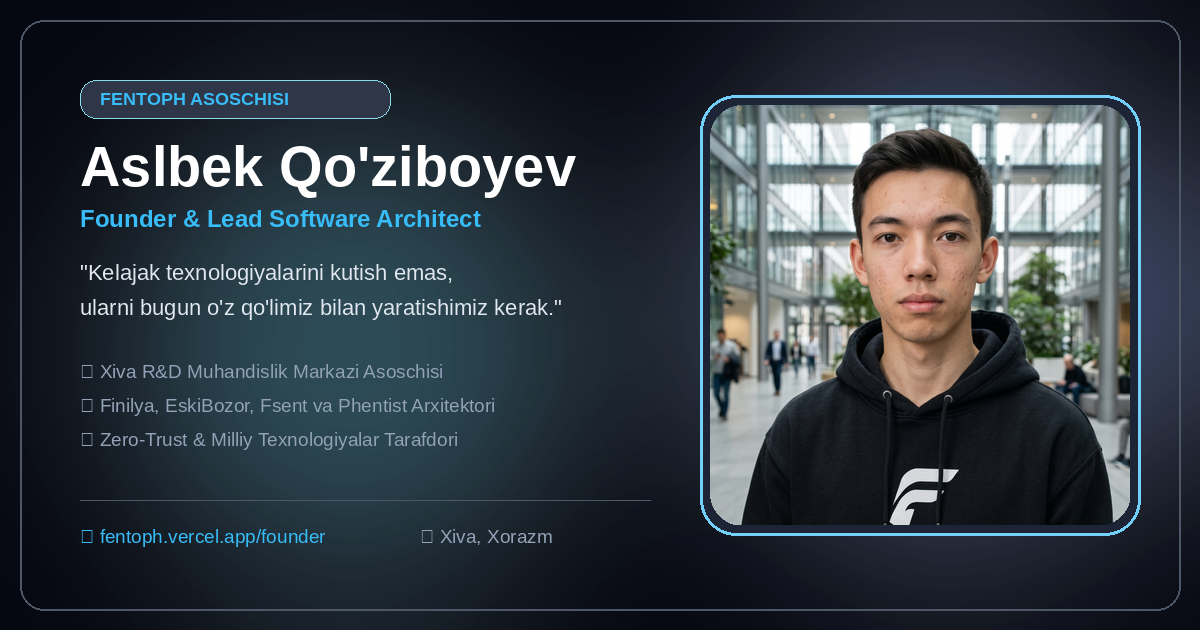 FENTOPH ASOSCHISI
Aslbek Qo'ziboyev
Founder & Lead Software Architect
"Kelajak texnologiyalarini kutish emas,
ularni bugun o'z qo'limiz bilan yaratishimiz kerak."
Xiva R&D Muhandislik Markazi Asoschisi
Finilya, EskiBozor, Fsent va Phentist Arxitektori
Zero-Trust & Milliy Texnologiyalar Tarafdori
fentoph.vercel.app/founder
Xiva, Xorazm